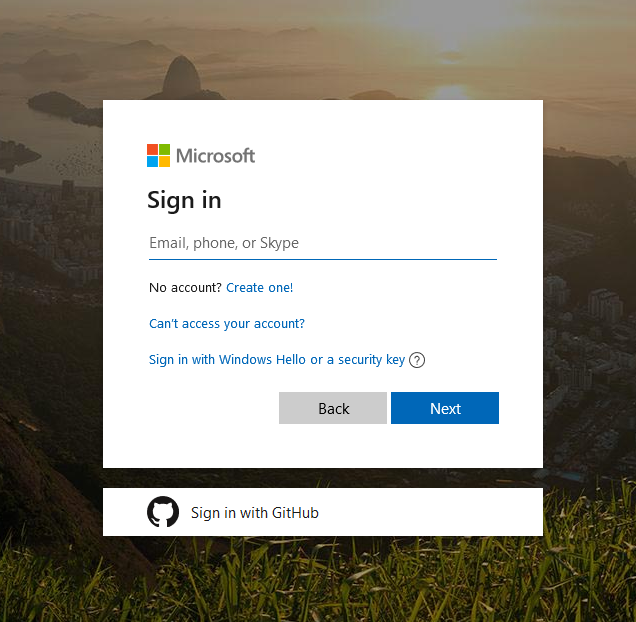 Microsoft
Sign in
Email, phone, or Skype
No account? Create one!
Can't access your account?
Sign in with Windows Hello or a security key ?
Back Next
Sign in with GitHub